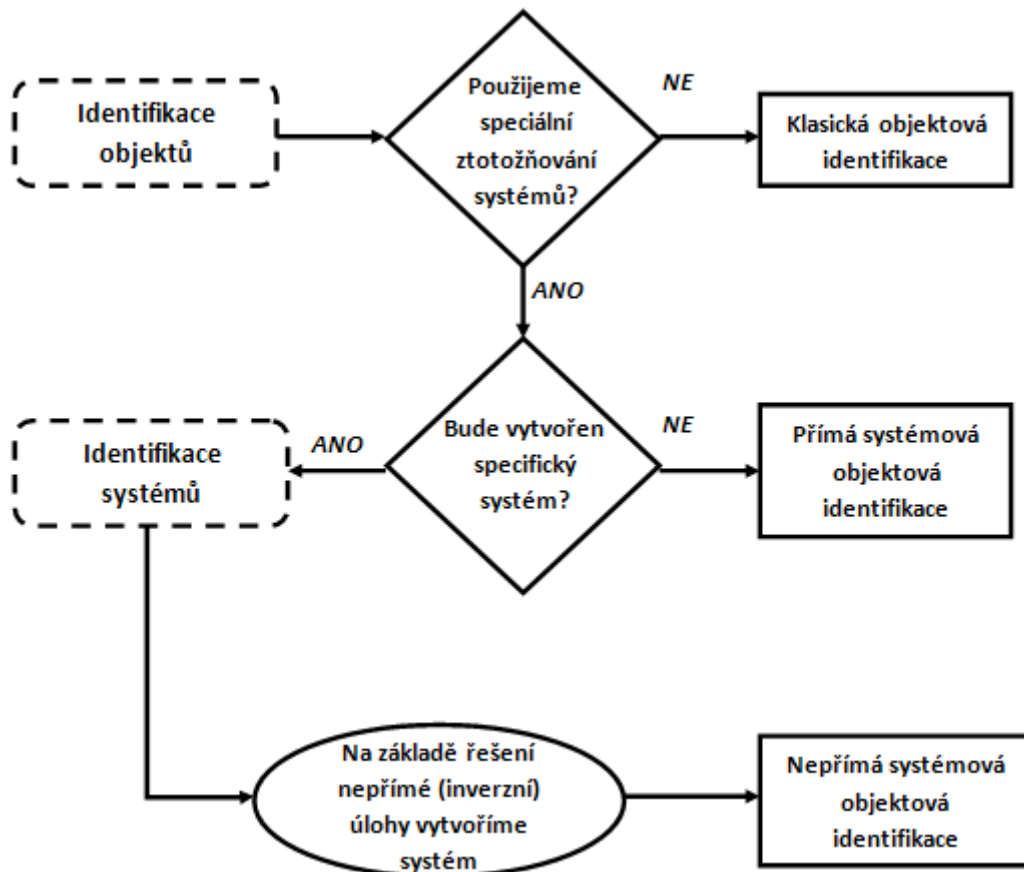 Identifikace
objektů
Použijeme
speciální
ztotožňování
systémů?
NE
Klasická objektová
identifikace
ANO
Identifikace
systémů
ANO
Bude vytvořen
specifický
systém?
NE
Přímá systémová
objektová
identifikace
Na základě řešení
nepřímé (inverzní)
úlohy vytvoříme
systém
Nepřímá systémová
objektová
identifikace